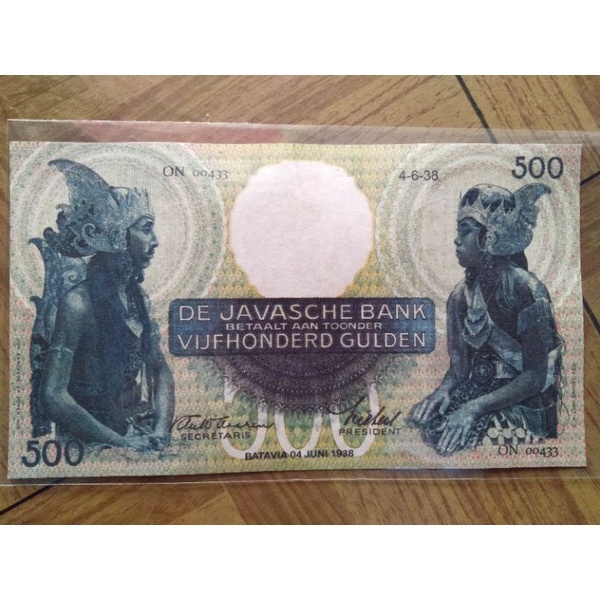 ON 00433
4-6-38
500
DE JAVASCHE BANK
BETAALT AAN TOONDER
VIJFHONDERD GULDEN
500
SECRETARIS
PRESIDENT
500
BATAVIA 04 JUNI 1938
ON 00433